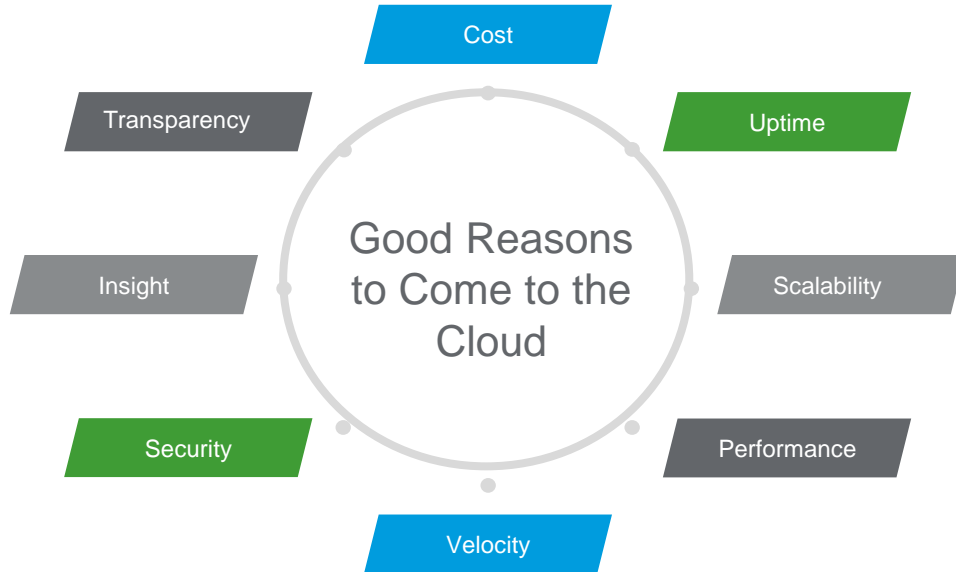 Cost
Transparency
Uptime
Good Reasons
to Come to the
Cloud
Insight
Scalability
Security
Performance
Velocity